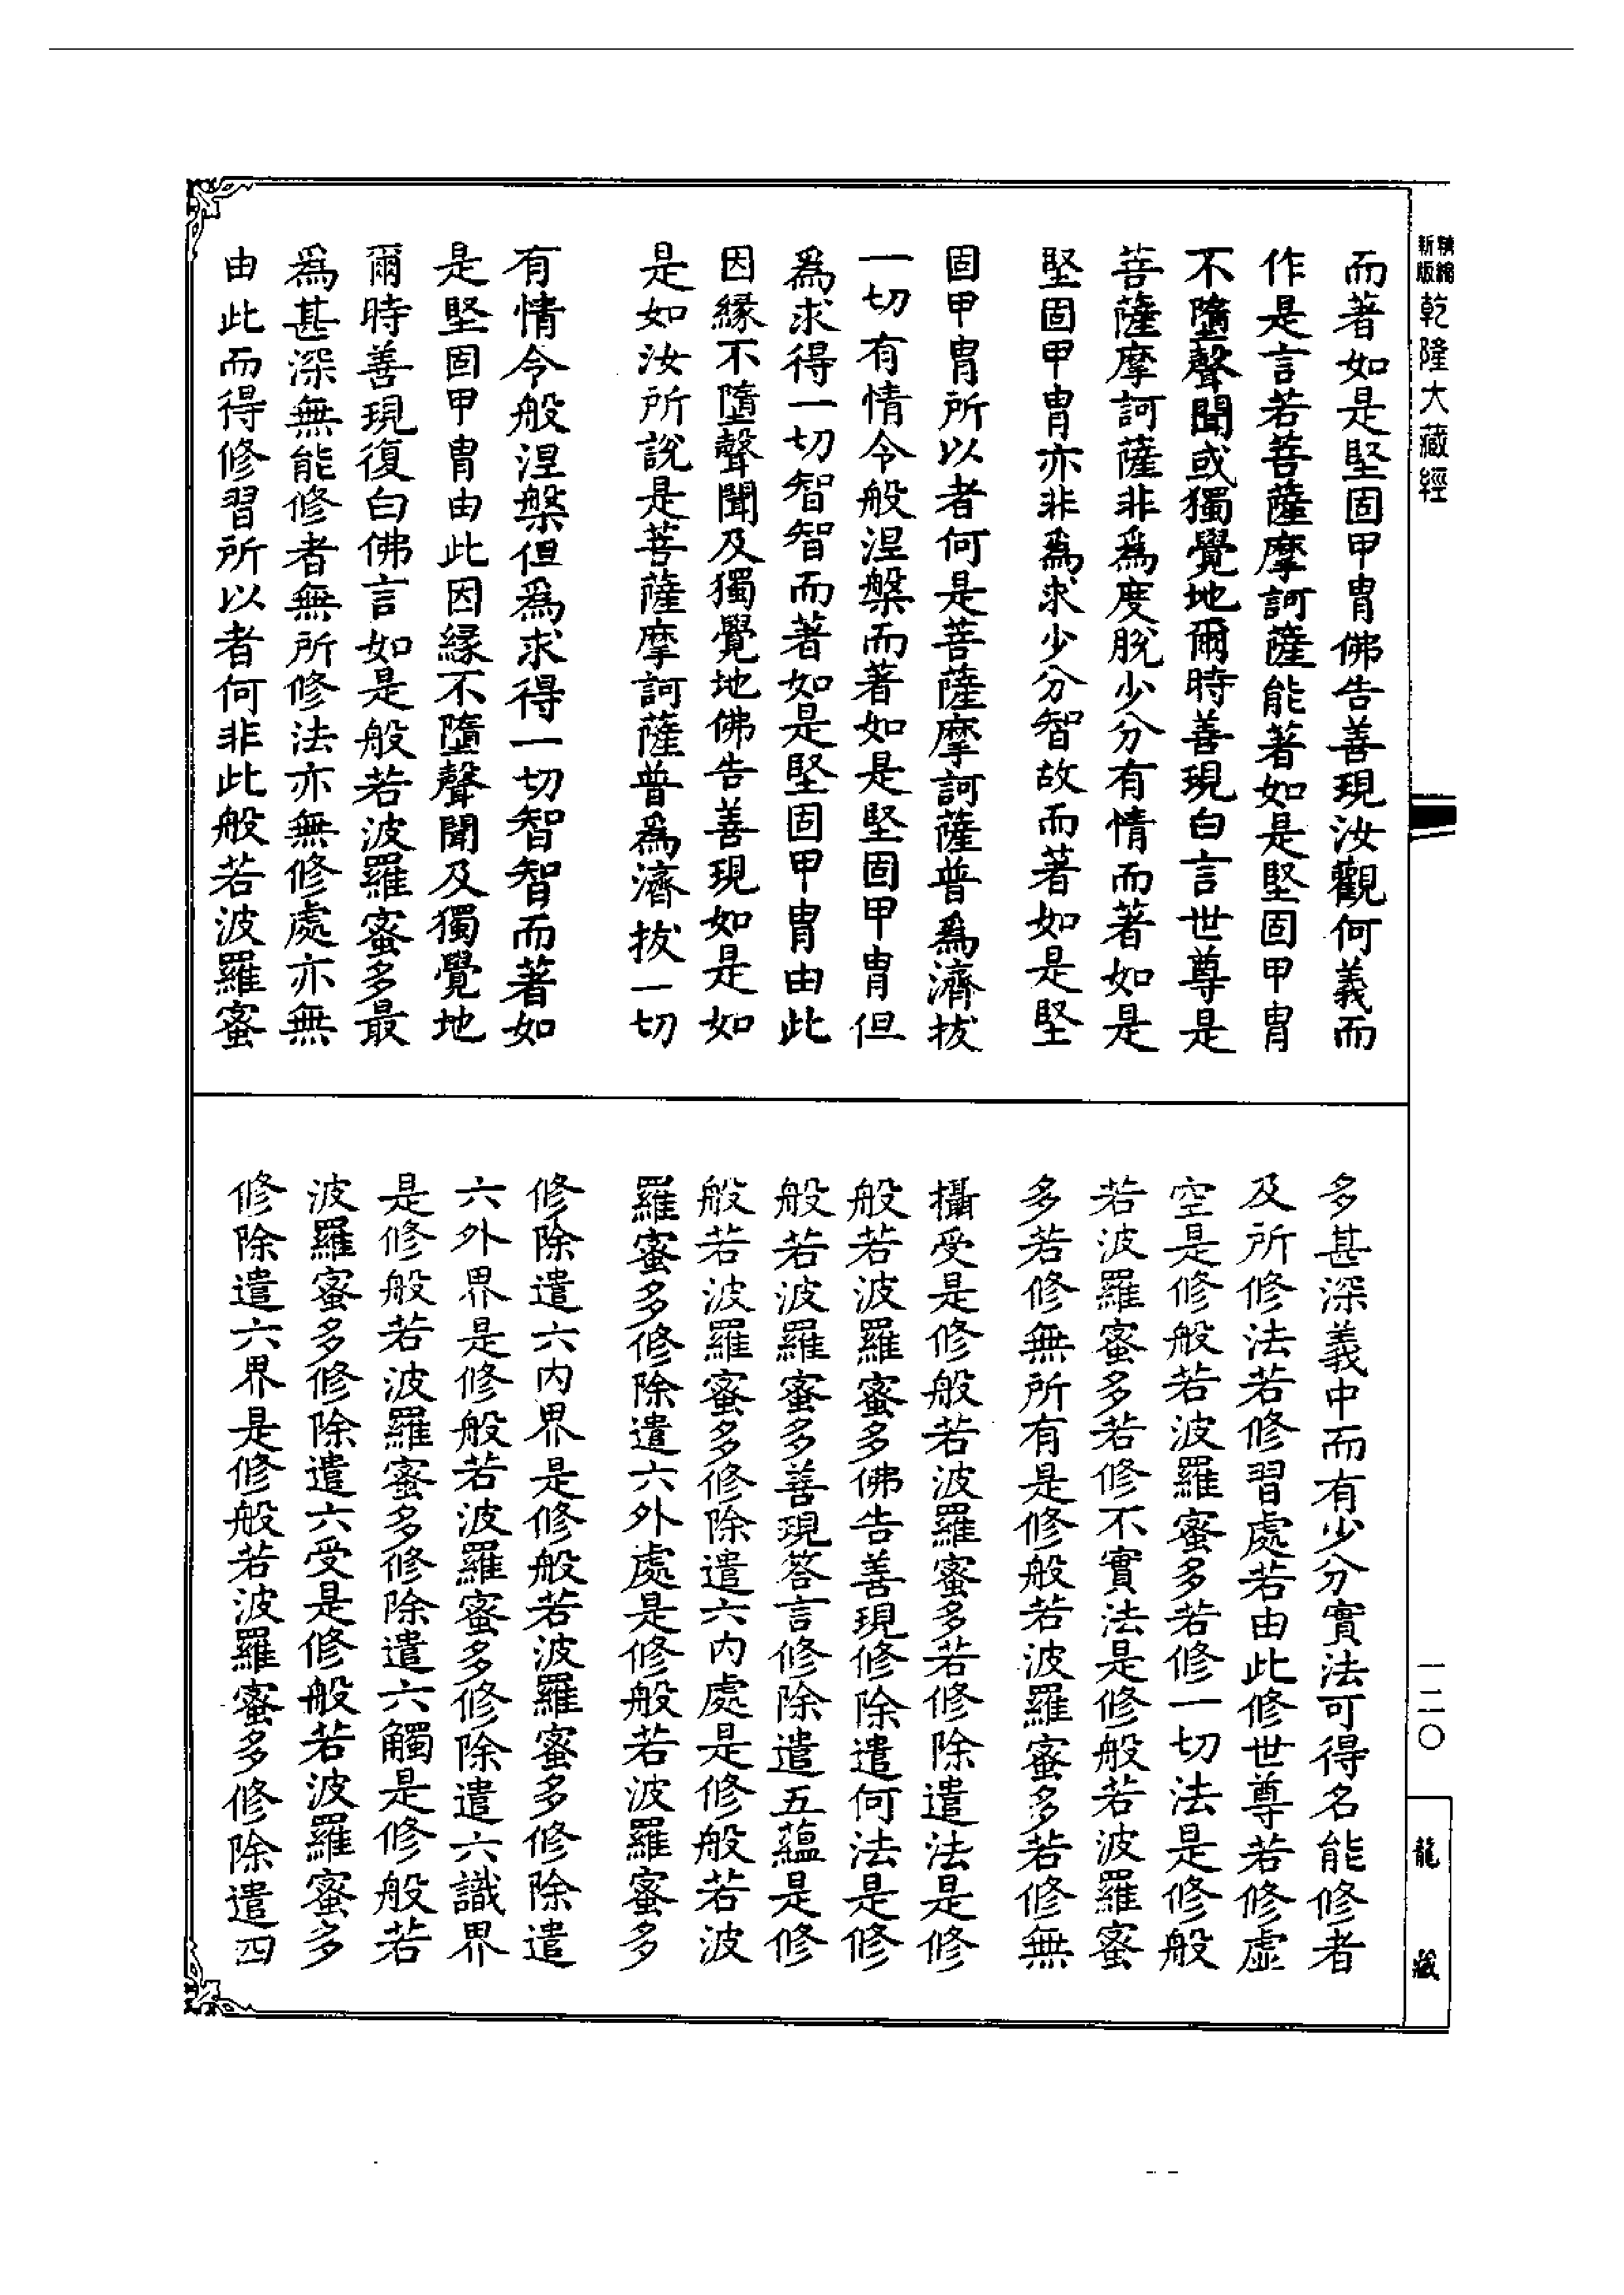 精縮
新版
乾隆大藏經
而著如是堅固甲冑佛告善現汝觀何義而
作是言若菩薩摩訶薩能著如是堅固甲冑
不墮聲聞或獨覺地爾時善現白言世尊是
菩薩摩訶薩非爲度脫少分有情而著如是
堅固甲冑亦非爲求少分智故而著如是堅
固甲冑所以者何是菩薩摩訶薩普爲濟拔
一切有情令般涅槃而著如是堅固甲冑但
爲求得一切智智而著如是堅固甲冑由此
因緣不墮聲聞及獨覺地佛告善現如是如
是如汝所說是菩薩摩訶薩普爲濟拔一切
有情令般涅槃但爲求得一切智智而著如
是堅固甲冑由此因緣不墮聲聞及獨覺地
爾時善現復白佛言如是般若波羅蜜多最
爲甚深無能修者無所修法亦無修處亦無
由此而得修習所以者何非此般若波羅蜜
多甚深義中而有少分實法可得名能修者
及所修法若修習處若由此修世尊若修虛
空是修般若波羅蜜多若修一切法是修般
若波羅蜜多若修不實法是修般若波羅蜜
多若修無所有是修般若波羅蜜多若修無
攝受是修般若波羅蜜多若修除遣法是修
般若波羅蜜多佛告善現修除遣何法是修
般若波羅蜜多善現答言修除遣五蘊是修
般若波羅蜜多修除遣六內處是修般若波
羅蜜多修除遣六外處是修般若波羅蜜多
修除遣六內界是修般若波羅蜜多修除遣
六外界是修般若波羅蜜多修除遣六識界
是修般若波羅蜜多修除遣六觸是修般若
波羅蜜多修除遣六受是修般若波羅蜜多
修除遣六界是修般若波羅蜜多修除遣四
一二〇
龍藏